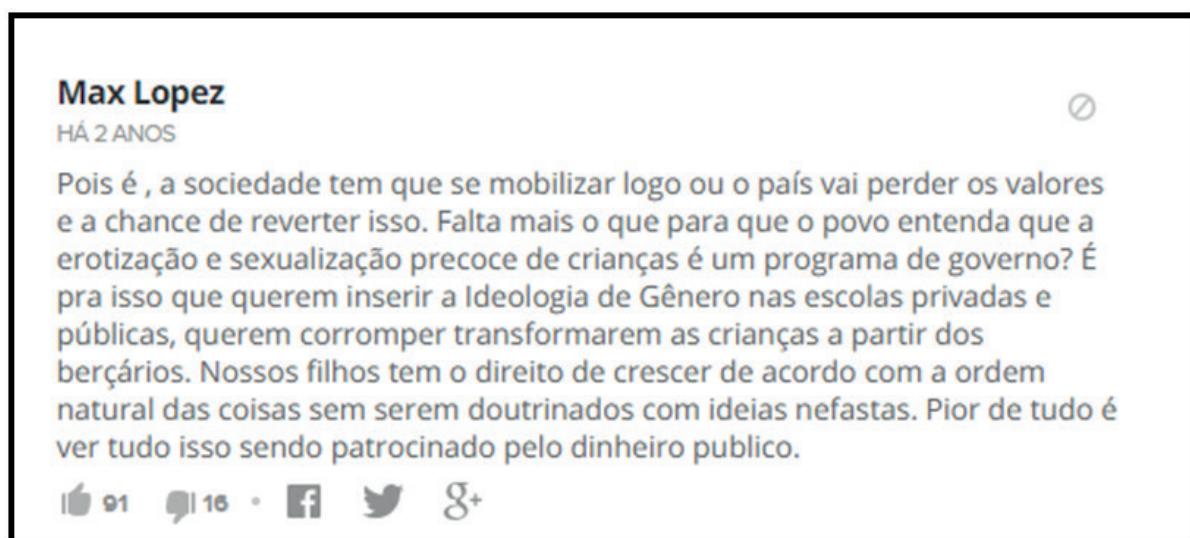 Max Lopez
HÁ 2 ANOS
Pois é , a sociedade tem que se mobilizar logo ou o país vai perder os valores
e a chance de reverter isso. Falta mais o que para que o povo entenda que a
erotização e sexualização precoce de crianças é um programa de governo? É
pra isso que querem inserir a Ideologia de Gênero nas escolas privadas e
públicas, querem corromper transformarem as crianças a partir dos
berçários. Nossos filhos tem o direito de crescer de acordo com a ordem
natural das coisas sem serem doutrinados com ideias nefastas. Pior de tudo é
ver tudo isso sendo patrocinado pelo dinheiro publico.
91 16 • f g+